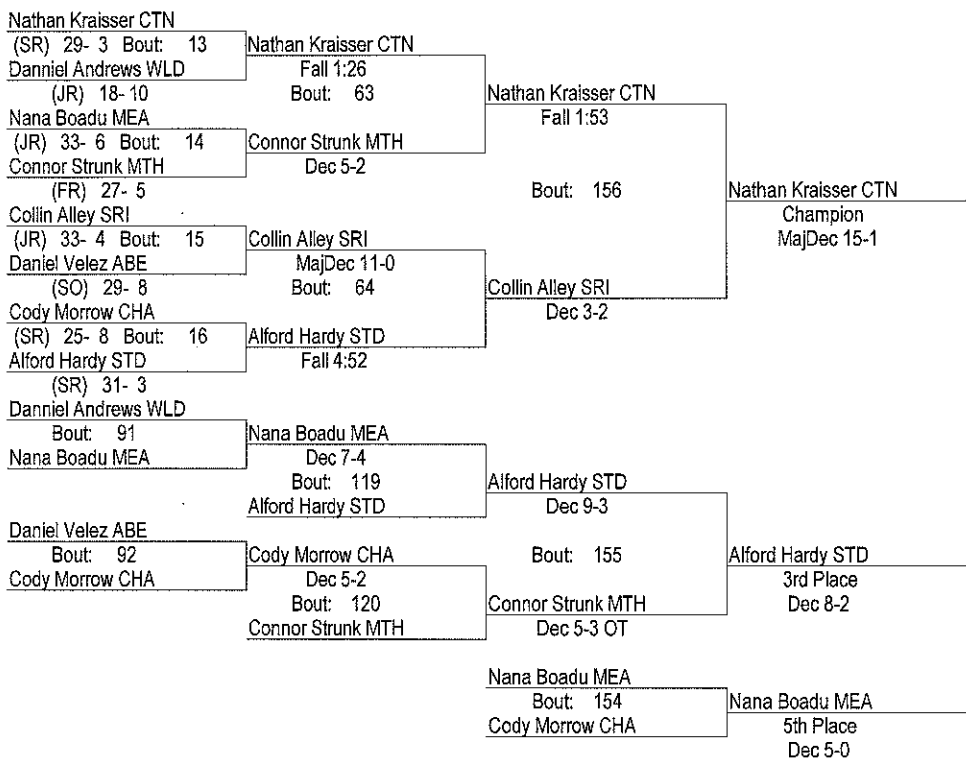 Nathan Kraisser CTN
(SR) 29- 3 Bout: 13
Danniel Andrews WLD
(JR) 18- 10
Nana Boadu MEA
(JR) 33- 6 Bout: 14
Connor Strunk MTH
(FR) 27- 5
Collin Alley SRI
(JR) 33- 4 Bout: 15
Daniel Velez ABE
(SO) 29- 8
Cody Morrow CHA
(SR) 25- 8 Bout: 16
Alford Hardy STD
(SR) 31- 3
Nathan Kraisser CTN
Fall 1:26
Bout: 63
Connor Strunk MTH
Dec 5-2
Collin Alley SRI
MajDec 11-0
Bout: 64
Alford Hardy STD
Fall 4:52
Nathan Kraisser CTN
Fall 1:53
Bout: 156
Collin Alley SRI
Dec 3-2
Nathan Kraisser CTN
Champion
MajDec 15-1
Danniel Andrews WLD
Bout: 91
Nana Boadu MEA
Daniel Velez ABE
Bout: 92
Cody Morrow CHA
Nana Boadu MEA
Dec 7-4
Bout: 119
Alford Hardy STD
Cody Morrow CHA
Dec 5-2
Bout: 120
Connor Strunk MTH
Alford Hardy STD
Dec 9-3
Bout: 155
Connor Strunk MTH
Dec 5-3 OT
Alford Hardy STD
3rd Place
Dec 8-2
Nana Boadu MEA
Bout: 154
Cody Morrow CHA
Nana Boadu MEA
5th Place
Dec 5-0